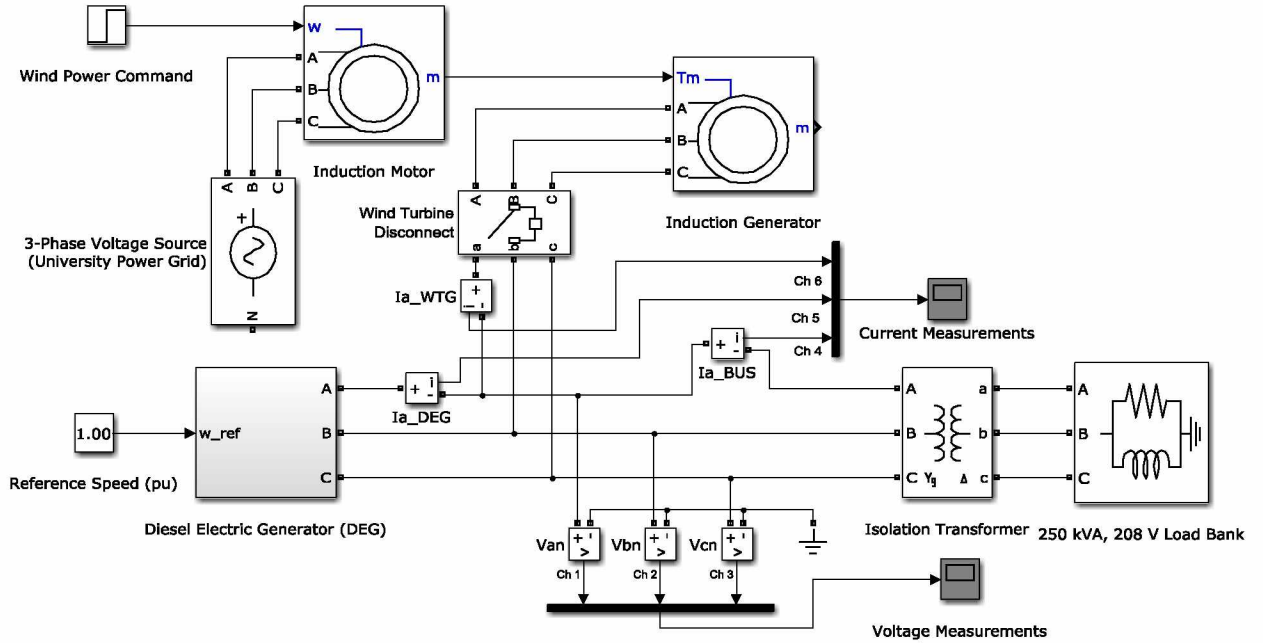 w
Wind Power Command
A
B
C
m
Induction Motor
Tm
A
B
C
m
Induction Generator
A B C
3-Phase Voltage Source
(University Power Grid)
N
Wind Turbine
Disconnect
A B C
a b c
Ia_WTG
+
i -
Ch 6
Ch 5
Ch 4
Current Measurements
+ i
-
Ia_BUS
+ i
-
Ia_DEG
1.00
Reference Speed (pu)
w_ref
A
B
C
Diesel Electric Generator (DEG)
A a
B b
C Yg Δ c
Isolation Transformer
A
B
C
250 kVA, 208 V Load Bank
Van + - v
Vbn + - v
Vcn + - v
Ch 1
Ch 2
Ch 3
Voltage Measurements